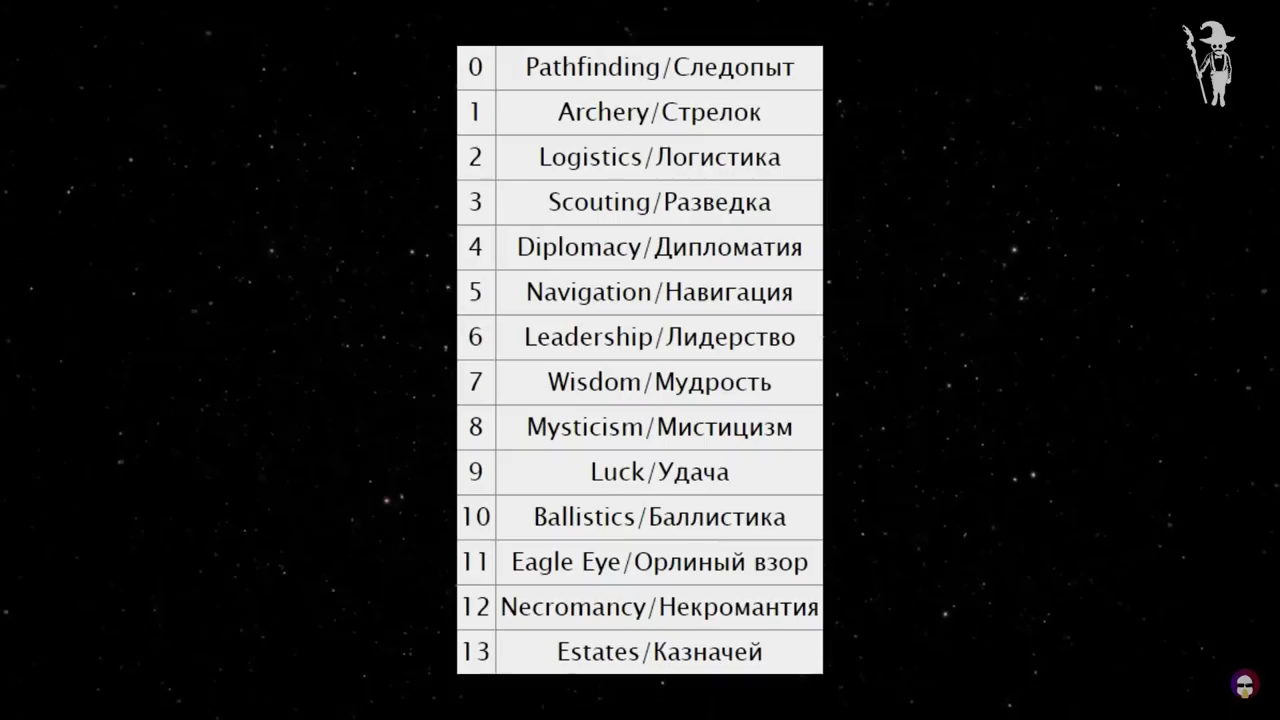 0 Pathfinding/Следопыт
1 Archery/Стрелок
2 Logistics/Логистика
3 Scouting/Разведка
4 Diplomacy/Дипломатия
5 Navigation/Навигация
6 Leadership/Лидерство
7 Wisdom/Мудрость
8 Mysticism/Мистицизм
9 Luck/Удача
10 Ballistics/Баллистика
11 Eagle Eye/Орлиный взор
12 Necromancy/Некромантия
13 Estates/Казначей